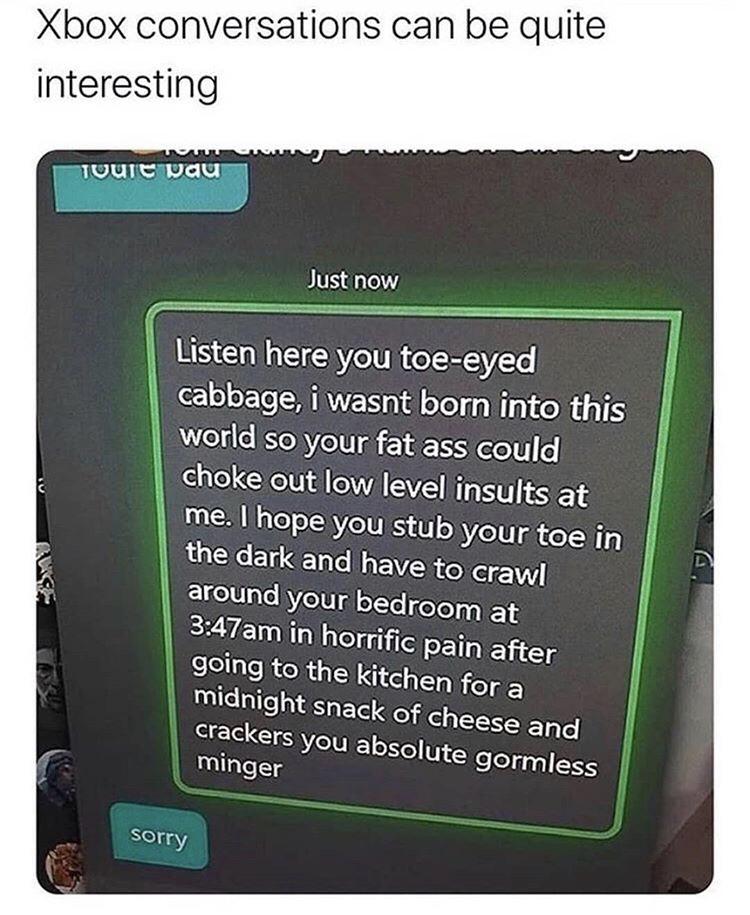 Xbox conversations can be quite
interesting
Youre bad
Just now
Listen here you toe-eyed
cabbage, i wasnt born into this
world so your fat ass could
choke out low level insults at
me. I hope you stub your toe in
the dark and have to crawl
around your bedroom at
3:47am in horrific pain after
going to the kitchen for a
midnight snack of cheese and
crackers you absolute gormless
minger
sorry